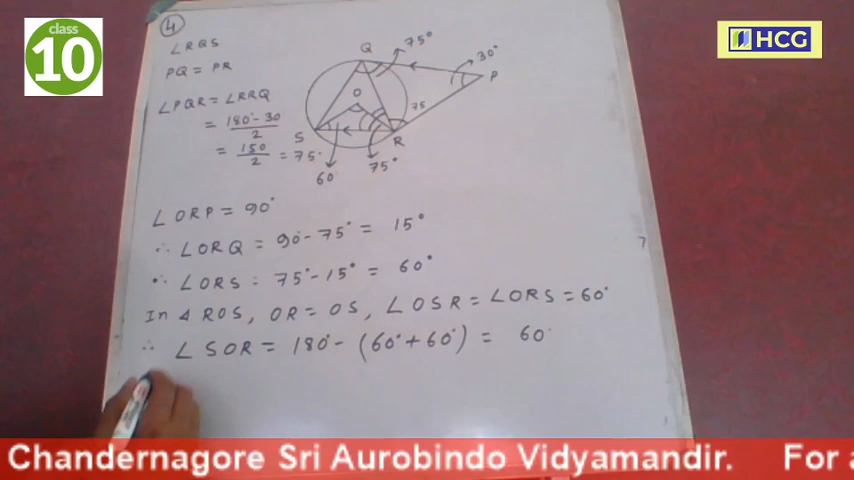 class
10
HCG
4
∠RQS
PQ = PR
∠PQR = ∠RRQ
= 180° - 30 / 2
= 150 / 2 = 75°
Q
75°
30°
P
O
75
S
R
60
75°
∠ORP = 90°
∴ ∠ORQ = 90° - 75° = 15°
∴ ∠ORS = 75° - 15° = 60°
In Δ ROS, OR = OS, ∠OSR = ∠ORS = 60°
∴ ∠SOR = 180° - (60° + 60°) = 60°
Chandernagore Sri Aurobindo Vidyamandir. For a